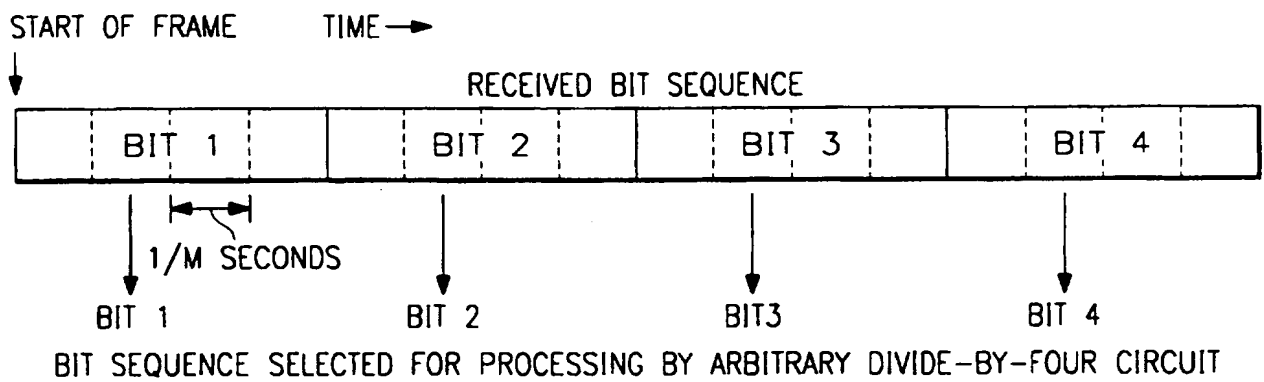 START OF FRAME TIME
RECEIVED BIT SEQUENCE
BIT 1 BIT 2 BIT 3 BIT 4
1/M SECONDS
BIT 1 BIT 2 BIT3 BIT 4
BIT SEQUENCE SELECTED FOR PROCESSING BY ARBITRARY DIVIDE-BY-FOUR CIRCUIT